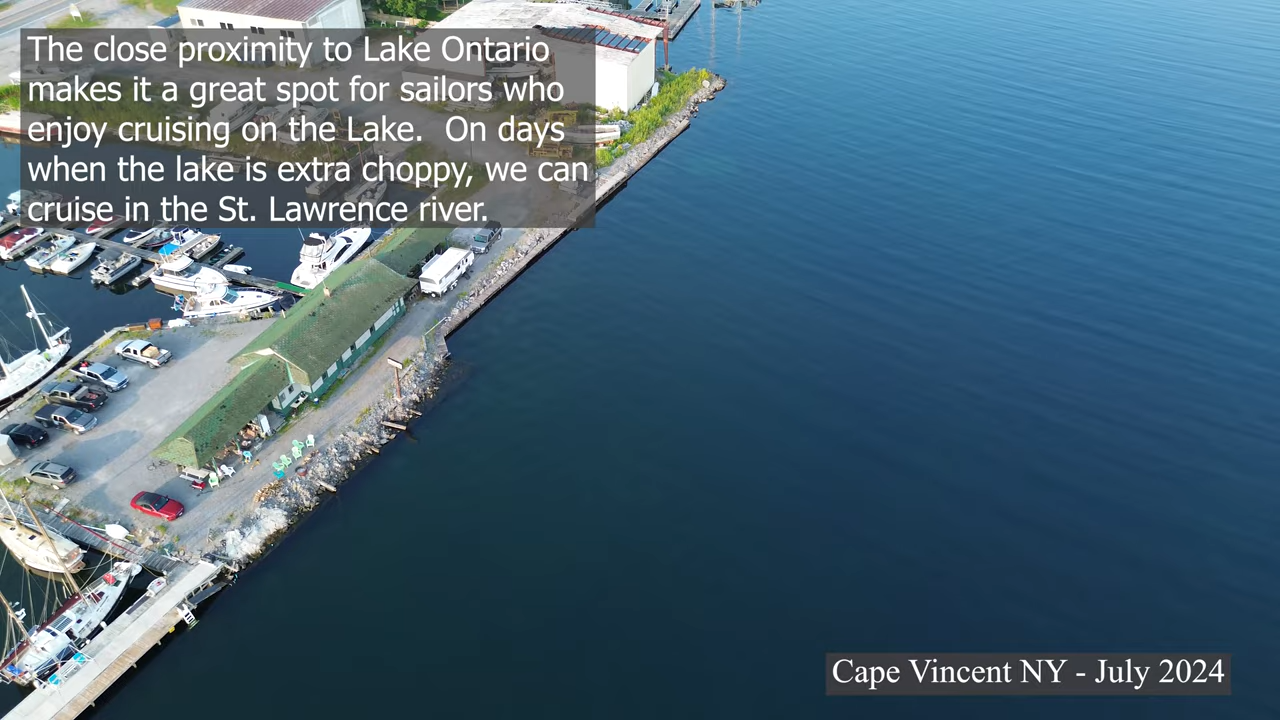 The close proximity to Lake Ontario
makes it a great spot for sailors who
enjoy cruising on the Lake.  On days
when the lake is extra choppy, we can
cruise in the St. Lawrence river.
Cape Vincent NY - July 2024